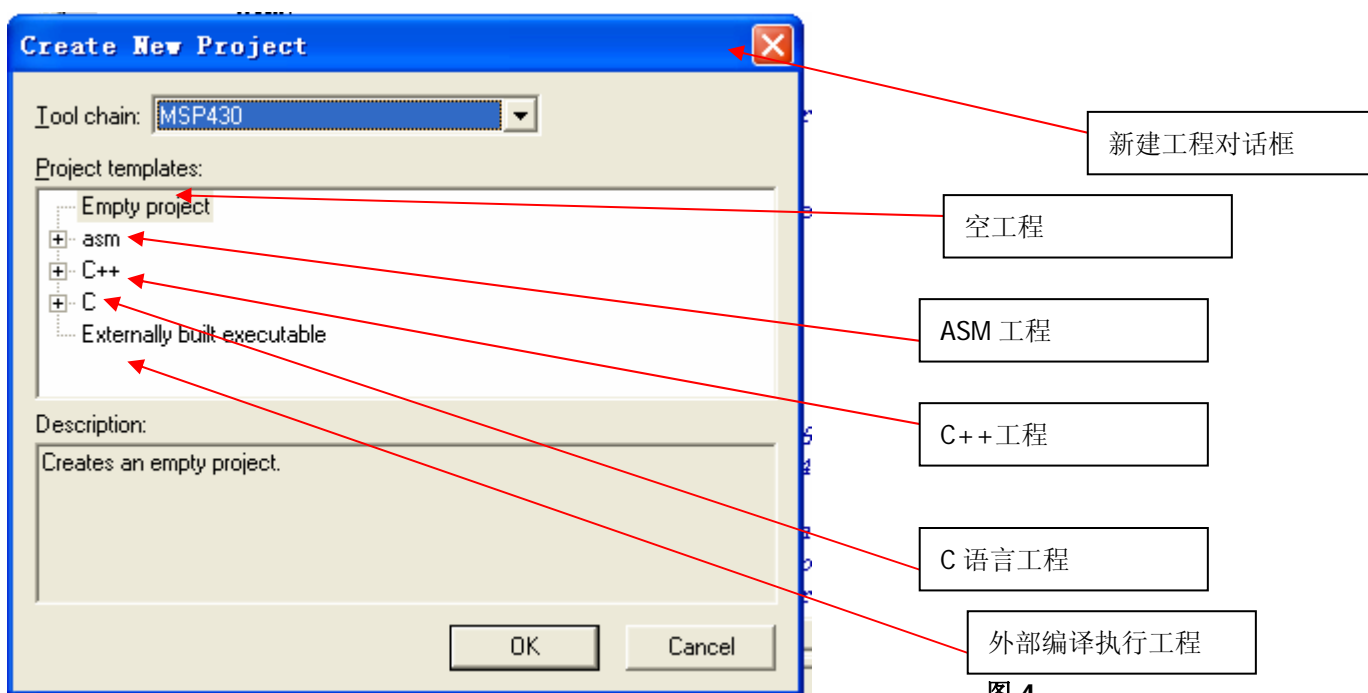 Create New Project
Tool chain: MSP430
Project templates:
Empty project
asm
C++
C
Externally built executable
Description:
Creates an empty project.
OK
Cancel
新建工程对话框
空工程
ASM 工程
C++工程
C 语言工程
外部编译执行工程